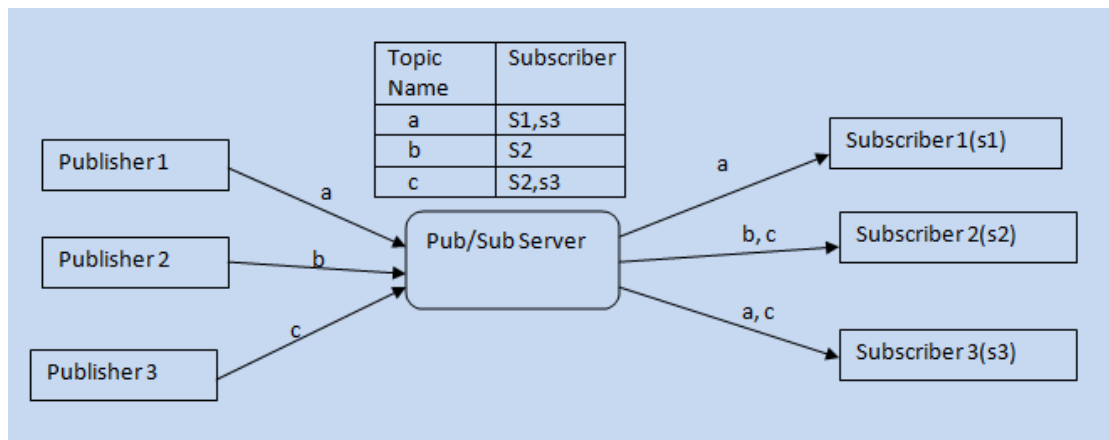 Topic Name Subscriber
a S1,s3
b S2
c S2,s3
Publisher 1
Publisher 2
Publisher 3
a
b
c
Pub/Sub Server
a
b, c
a, c
Subscriber 1(s1)
Subscriber 2(s2)
Subscriber 3(s3)